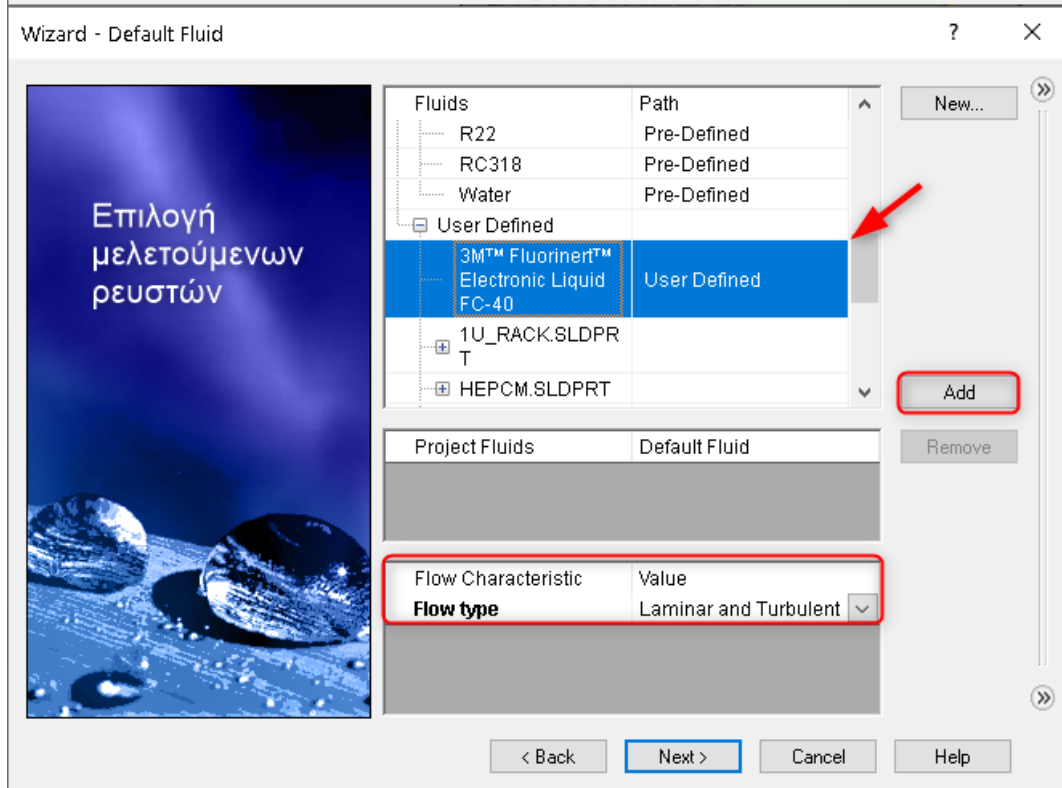 Wizard - Default Fluid
?
Επιλογή
μελετούμενων
ρευστών
Fluids Path
R22 Pre-Defined
RC318 Pre-Defined
Water Pre-Defined
User Defined
3M™ Fluorinert™
Electronic Liquid User Defined
FC-40
1U_RACK.SLDPR
T
HEPCM.SLDPRT
New...
Add
Project Fluids Default Fluid
Remove
Flow Characteristic Value
Flow type Laminar and Turbulent
< Back Next > Cancel Help